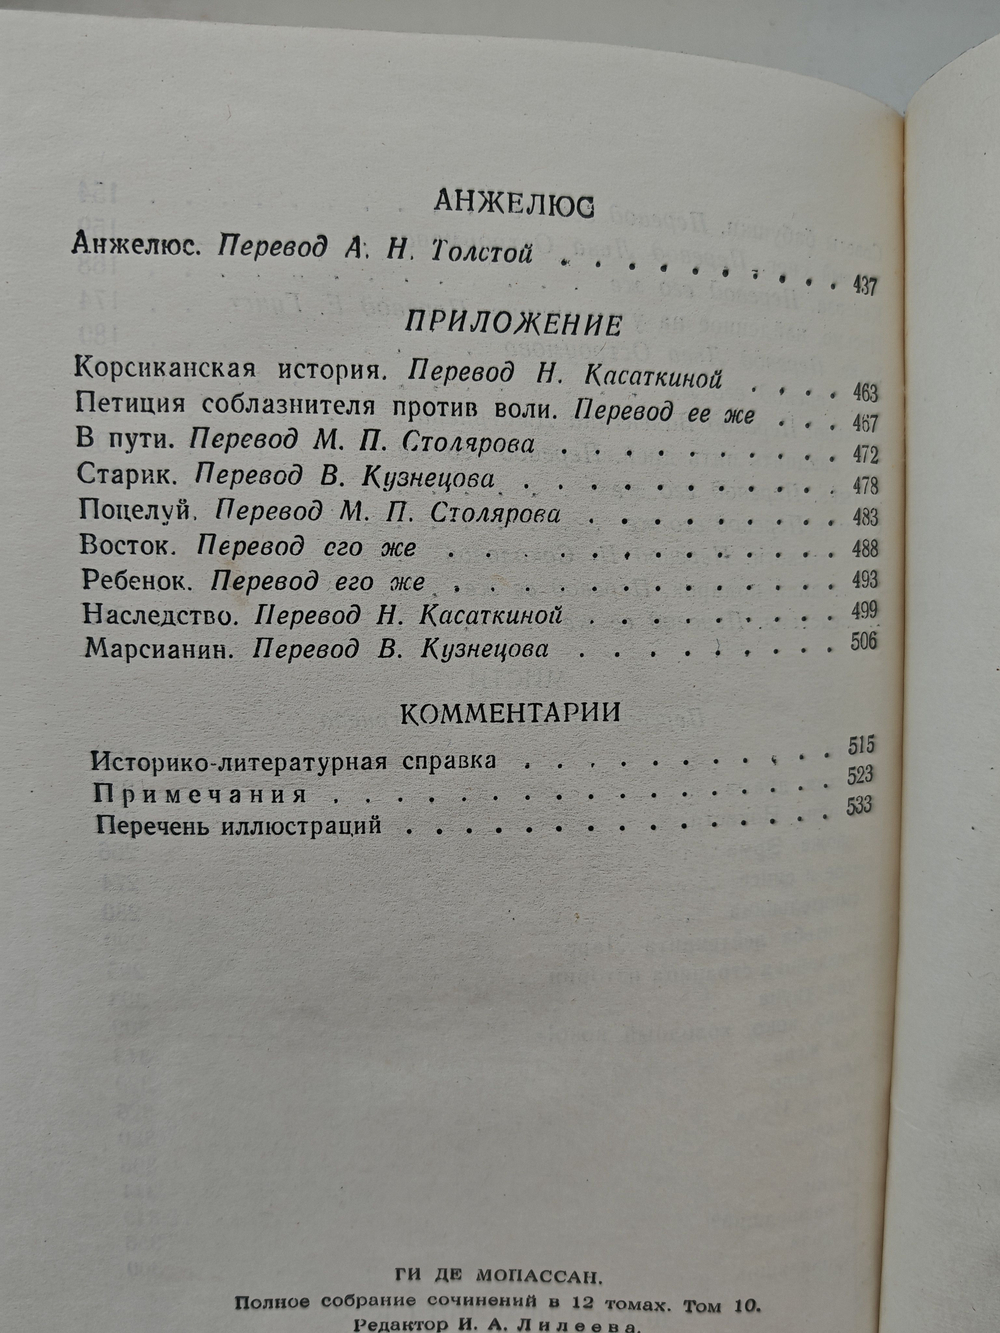 АНЖЕЛЮС
Анжелюс. Перевод А. Н. Толстой . . . . . . . . . 437
ПРИЛОЖЕНИЕ
Корсиканская история. Перевод Н. Касаткиной . . . . 463
Петиция соблазнителя против воли. Перевод ее же . . . 467
В пути. Перевод М. П. Столярова . . . . . . . . . . 472
Старик. Перевод В. Кузнецова . . . . . . . . . . . 478
Поцелуй. Перевод М. П. Столярова . . . . . . . . . 483
Восток. Перевод его же . . . . . . . . . . . . . . 488
Ребенок. Перевод его же . . . . . . . . . . . . . . 493
Наследство. Перевод Н. Касаткиной . . . . . . . . . 499
Марсианин. Перевод В. Кузнецова . . . . . . . . . 506
КОММЕНТАРИИ
Историко-литературная справка . . . . . . . . . . . 515
Примечания . . . . . . . . . . . . . . . . . 523
Перечень иллюстраций . . . . . . . . . . . . . . . 533
ГИ ДЕ МОПАССАН.
Полное собрание сочинений в 12 томах. Том 10.
Редактор И. А. Лилеева.